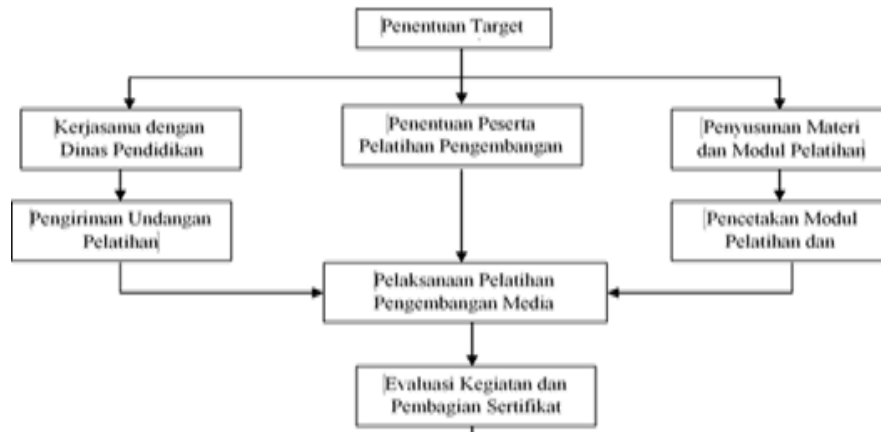 Penentuan Target
Kerjasama dengan
Dinas Pendidikan
Penentuan Peserta
Pelatihan Pengembangan
Penyusunan Materi
dan Modul Pelatihan
Pengiriman Undangan
Pelatihan
Pencetakan Modul
Pelatihan dan
Pelaksanaan Pelatihan
Pengembangan Media
Evaluasi Kegiatan dan
Pembagian Sertifikat